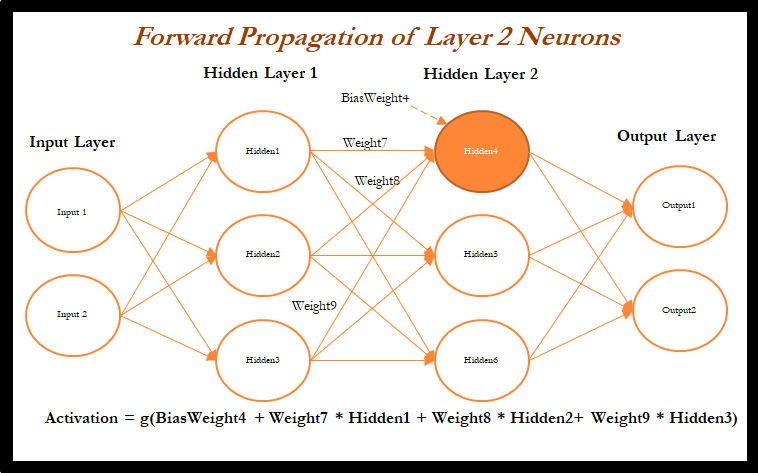 Forward Propagation of Layer 2 Neurons
Hidden Layer 1
Hidden Layer 2
BiasWeight4
Input Layer
Output Layer
Weight7
Hidden1
Hidden4
Weight8
Input 1
Output1
Hidden2
Hidden5
Weight9
Input 2
Output2
Hidden3
Hidden6
Activation = g(BiasWeight4 + Weight7 * Hidden1 + Weight8 * Hidden2+ Weight9 * Hidden3)